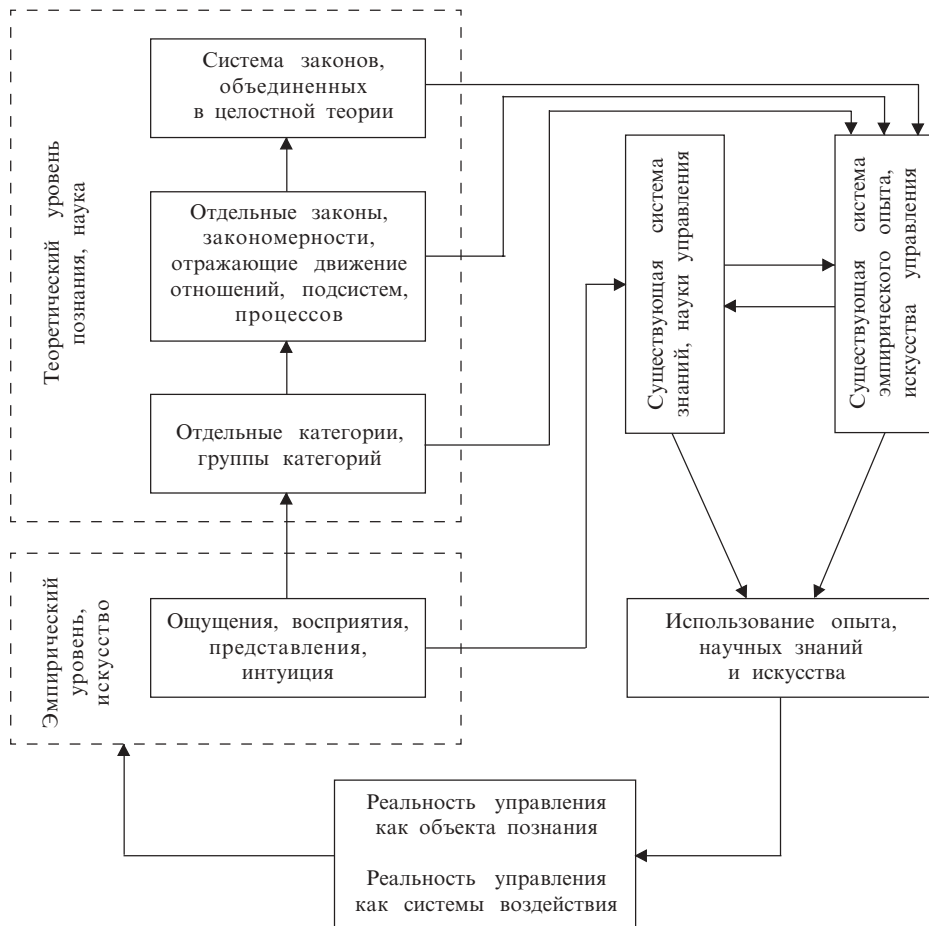 Теоретический уровень
познания, наука
Система законов,
объединенных
в целостной теории
Отдельные законы,
закономерности,
отражающие движение
отношений, подсистем,
процессов
Отдельные категории,
группы категорий
Существующая система
знаний, науки управления
Существующая система
эмпирического опыта,
искусства управления
Эмпирический
уровень,
искусство
Ощущения, восприятия,
представления,
интуиция
Использование опыта,
научных знаний
и искусства
Реальность управления
как объекта познания
Реальность управления
как системы воздействия